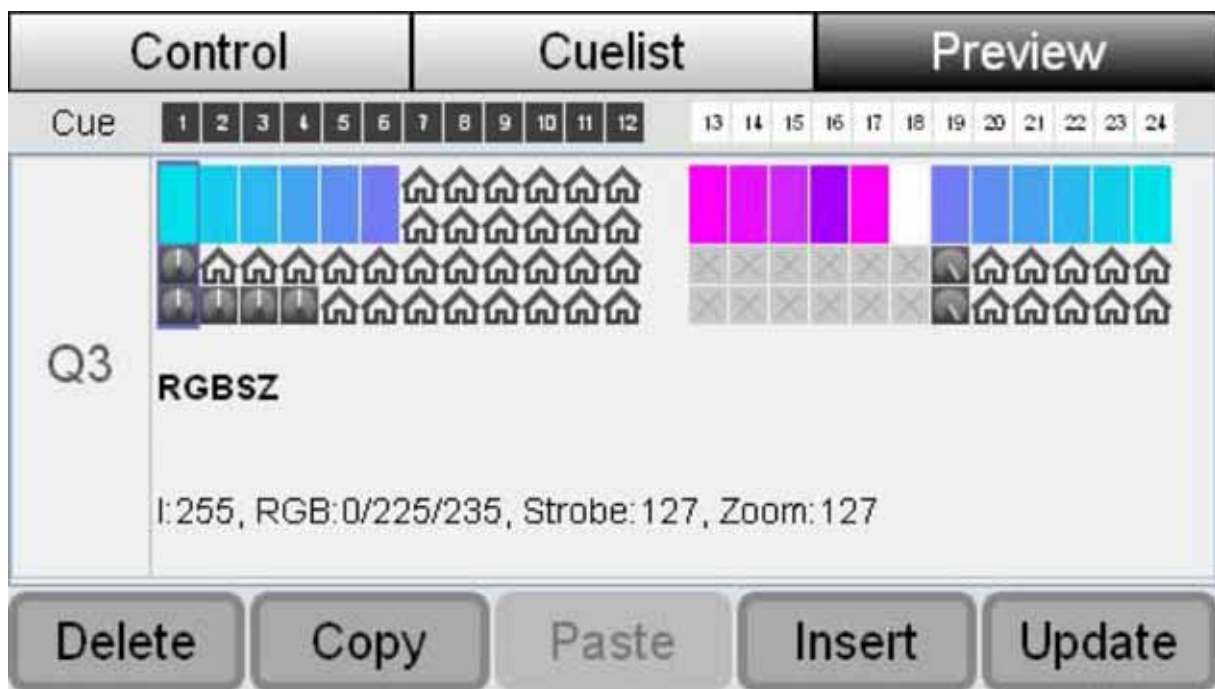 Control Cuelist Preview
Cue 1 2 3 4 5 6 7 8 9 10 11 12 13 14 15 16 17 18 19 20 21 22 23 24
Q3
RGBSZ
I:255, RGB:0/225/235, Strobe:127, Zoom:127
Delete Copy Paste Insert Update